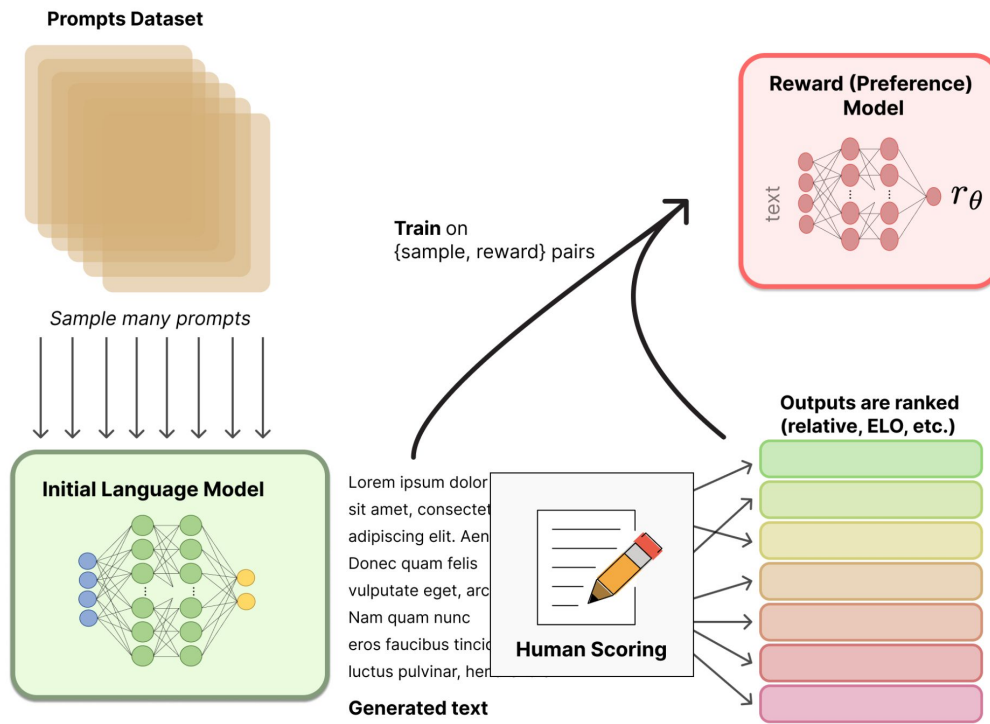 Prompts Dataset
Sample many prompts
Initial Language Model
Train on
{sample, reward} pairs
Reward (Preference)
Model
text
r_θ
Lorem ipsum dolor
sit amet, consectet
adipiscing elit. Aen
Donec quam felis
vulputate eget, arc
Nam quam nunc
eros faucibus tincid
luctus pulvinar, hen
Generated text
Human Scoring
Outputs are ranked
(relative, ELO, etc.)